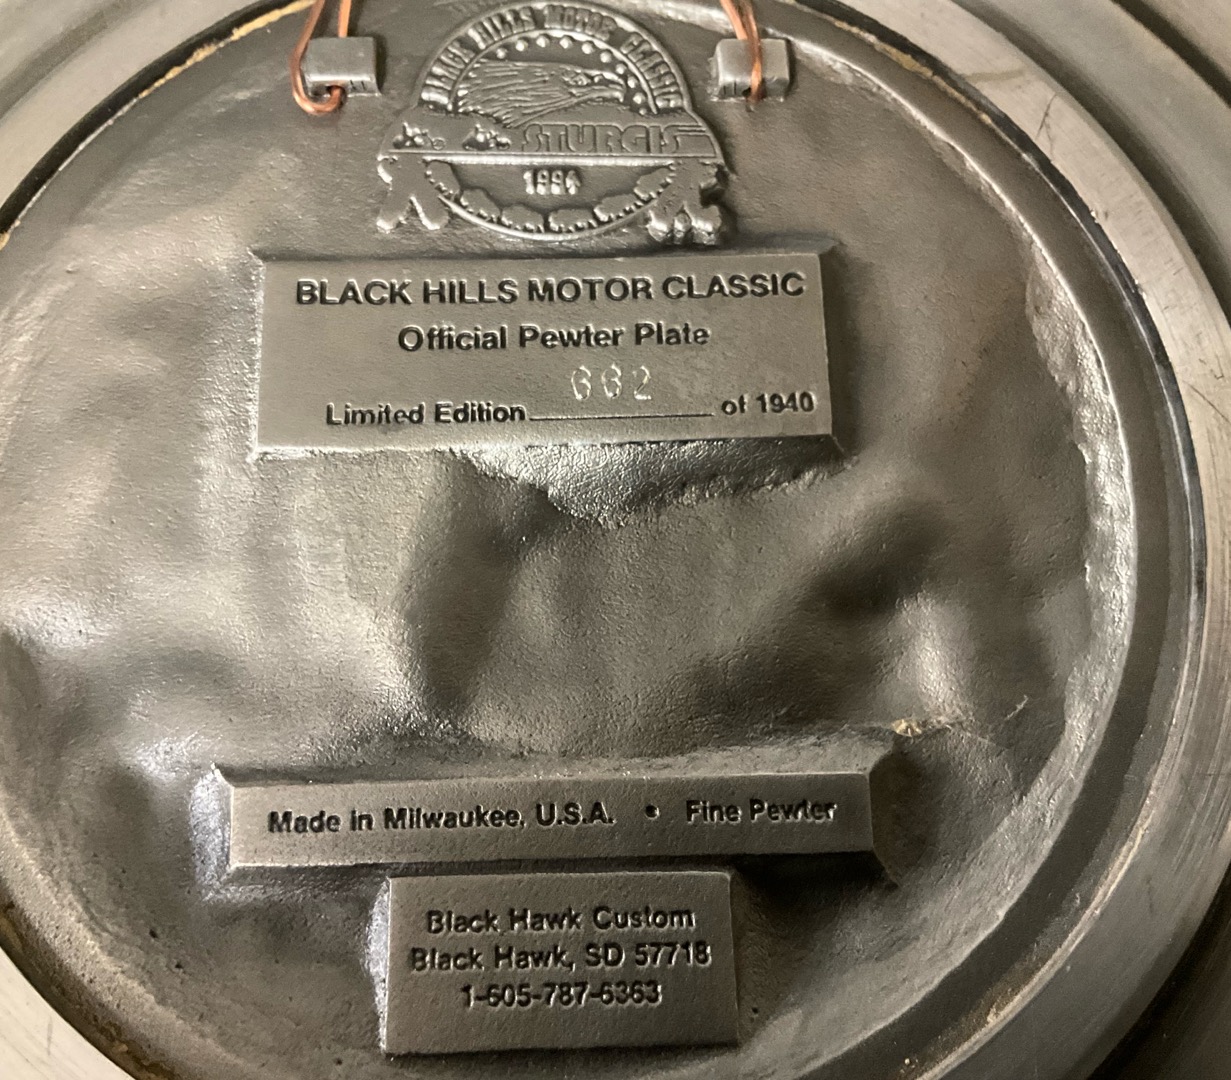 BLACK HILLS MOTOR CLASSIC
STURGIS
BLACK HILLS MOTOR CLASSIC
Official Pewter Plate
662
Limited Edition of 1940
Made in Milwaukee, U.S.A. • Fine Pewter
Black Hawk Custom
Black Hawk, SD 57718
1-605-787-6363